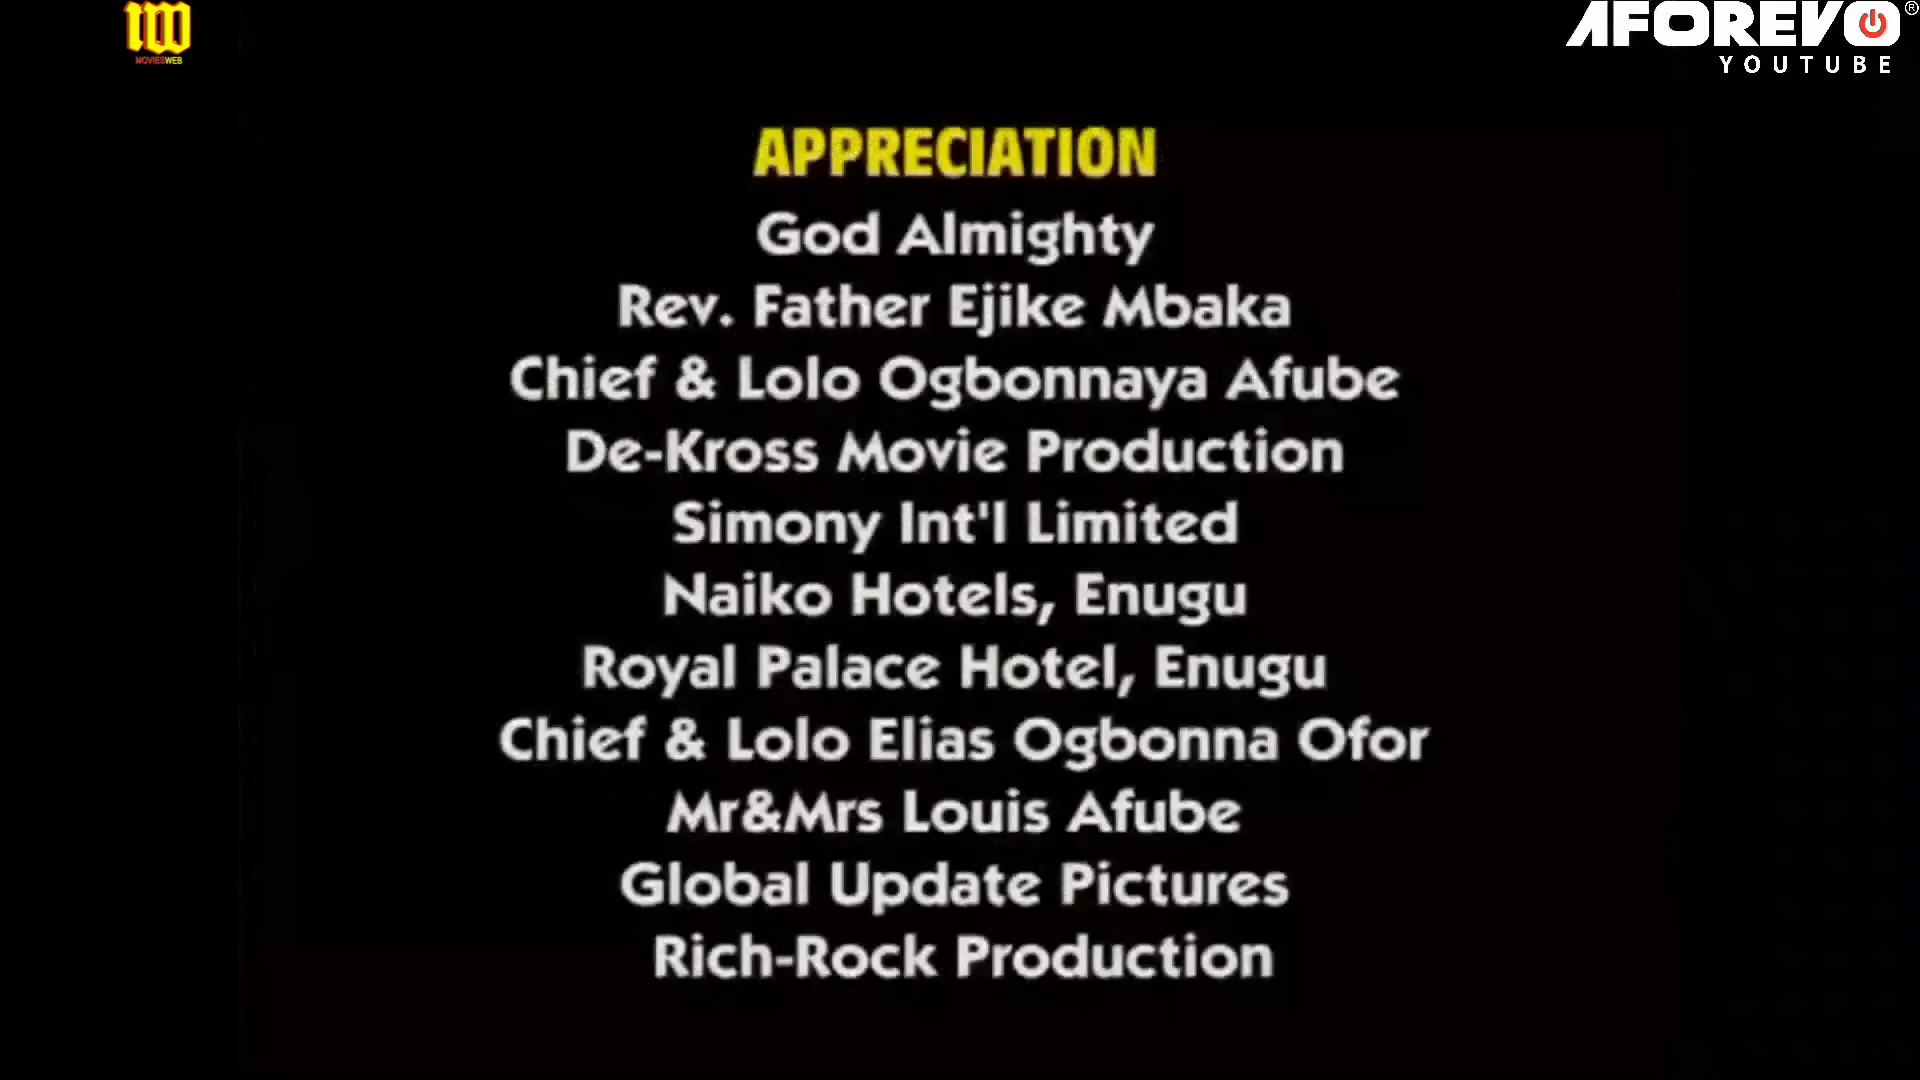 MOVIESWEB
AFOREVO®
YOUTUBE
APPRECIATION
God Almighty
Rev. Father Ejike Mbaka
Chief & Lolo Ogbonnaya Afube
De-Kross Movie Production
Simony Int'l Limited
Naiko Hotels, Enugu
Royal Palace Hotel, Enugu
Chief & Lolo Elias Ogbonna Ofor
Mr&Mrs Louis Afube
Global Update Pictures
Rich-Rock Production